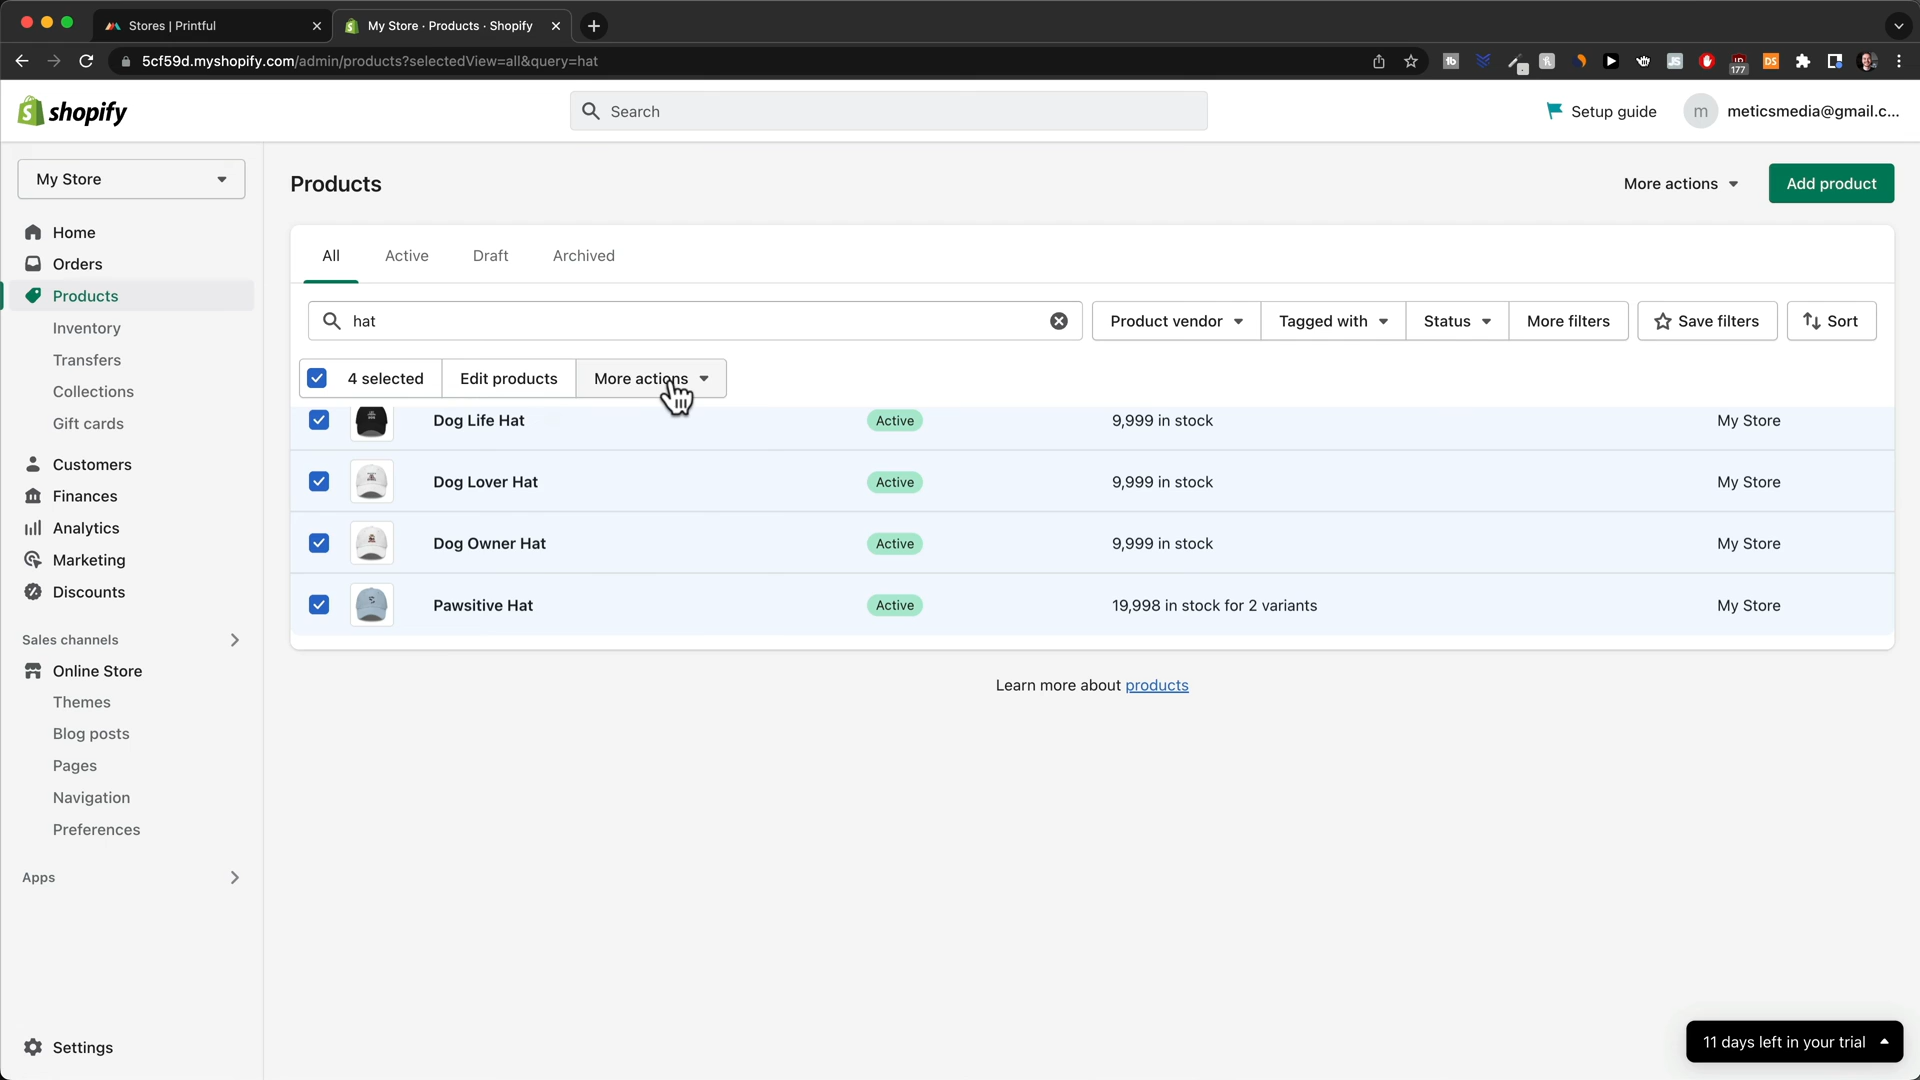 Stores | Printful
My Store · Products · Shopify
5cf59d.myshopify.com/admin/products?selectedView=all&query=hat
177
shopify
Search
Setup guide
m
meticsmedia@gmail.c...
My Store
Products
More actions
Add product
Home
Orders
Products
Inventory
Transfers
Collections
Gift cards
Customers
Finances
Analytics
Marketing
Discounts
Sales channels
Online Store
Themes
Blog posts
Pages
Navigation
Preferences
Apps
Settings
All
Active
Draft
Archived
hat
Product vendor
Tagged with
Status
More filters
Save filters
Sort
4 selected
Edit products
More actions
Dog Life Hat Active 9,999 in stock My Store
Dog Lover Hat Active 9,999 in stock My Store
Dog Owner Hat Active 9,999 in stock My Store
Pawsitive Hat Active 19,998 in stock for 2 variants My Store
Learn more about products
11 days left in your trial